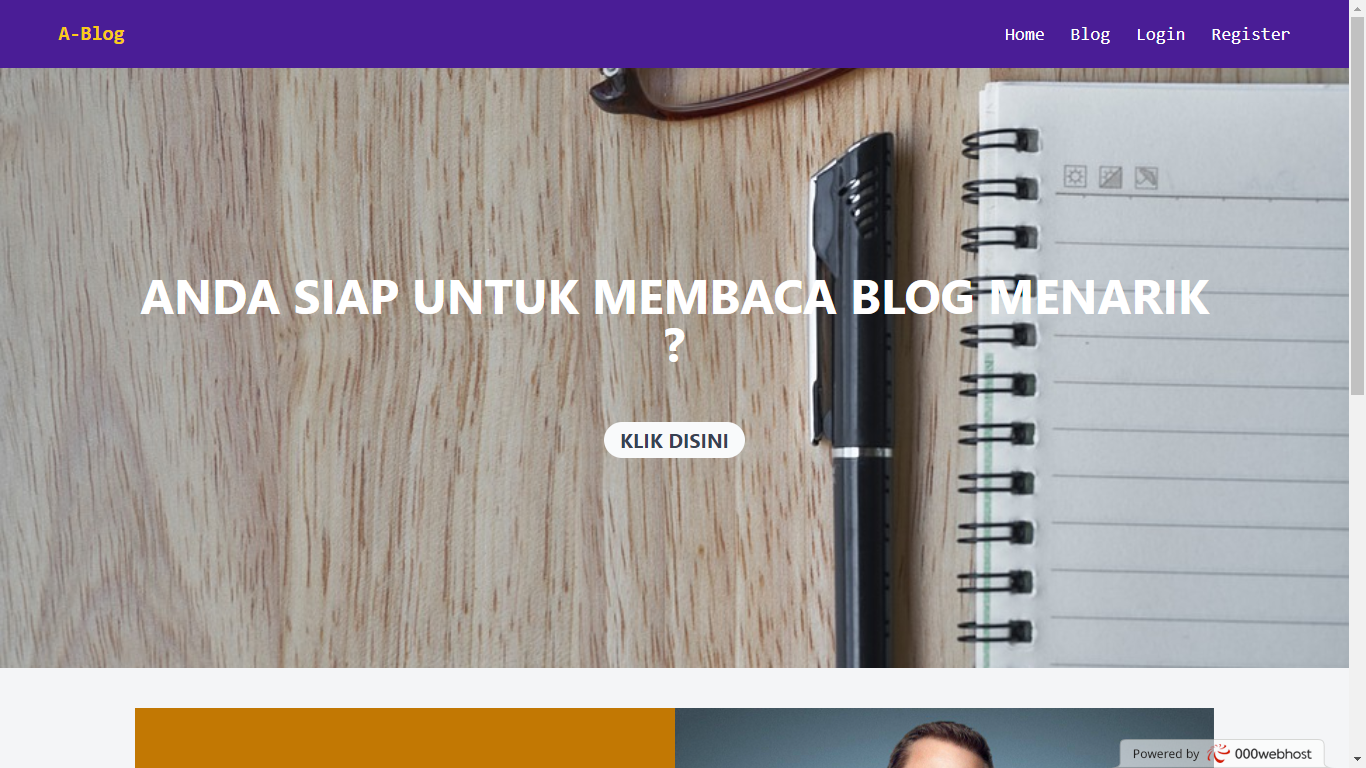 A-Blog
Home Blog Login Register
ANDA SIAP UNTUK MEMBACA BLOG MENARIK
?
KLIK DISINI
Powered by 000webhost